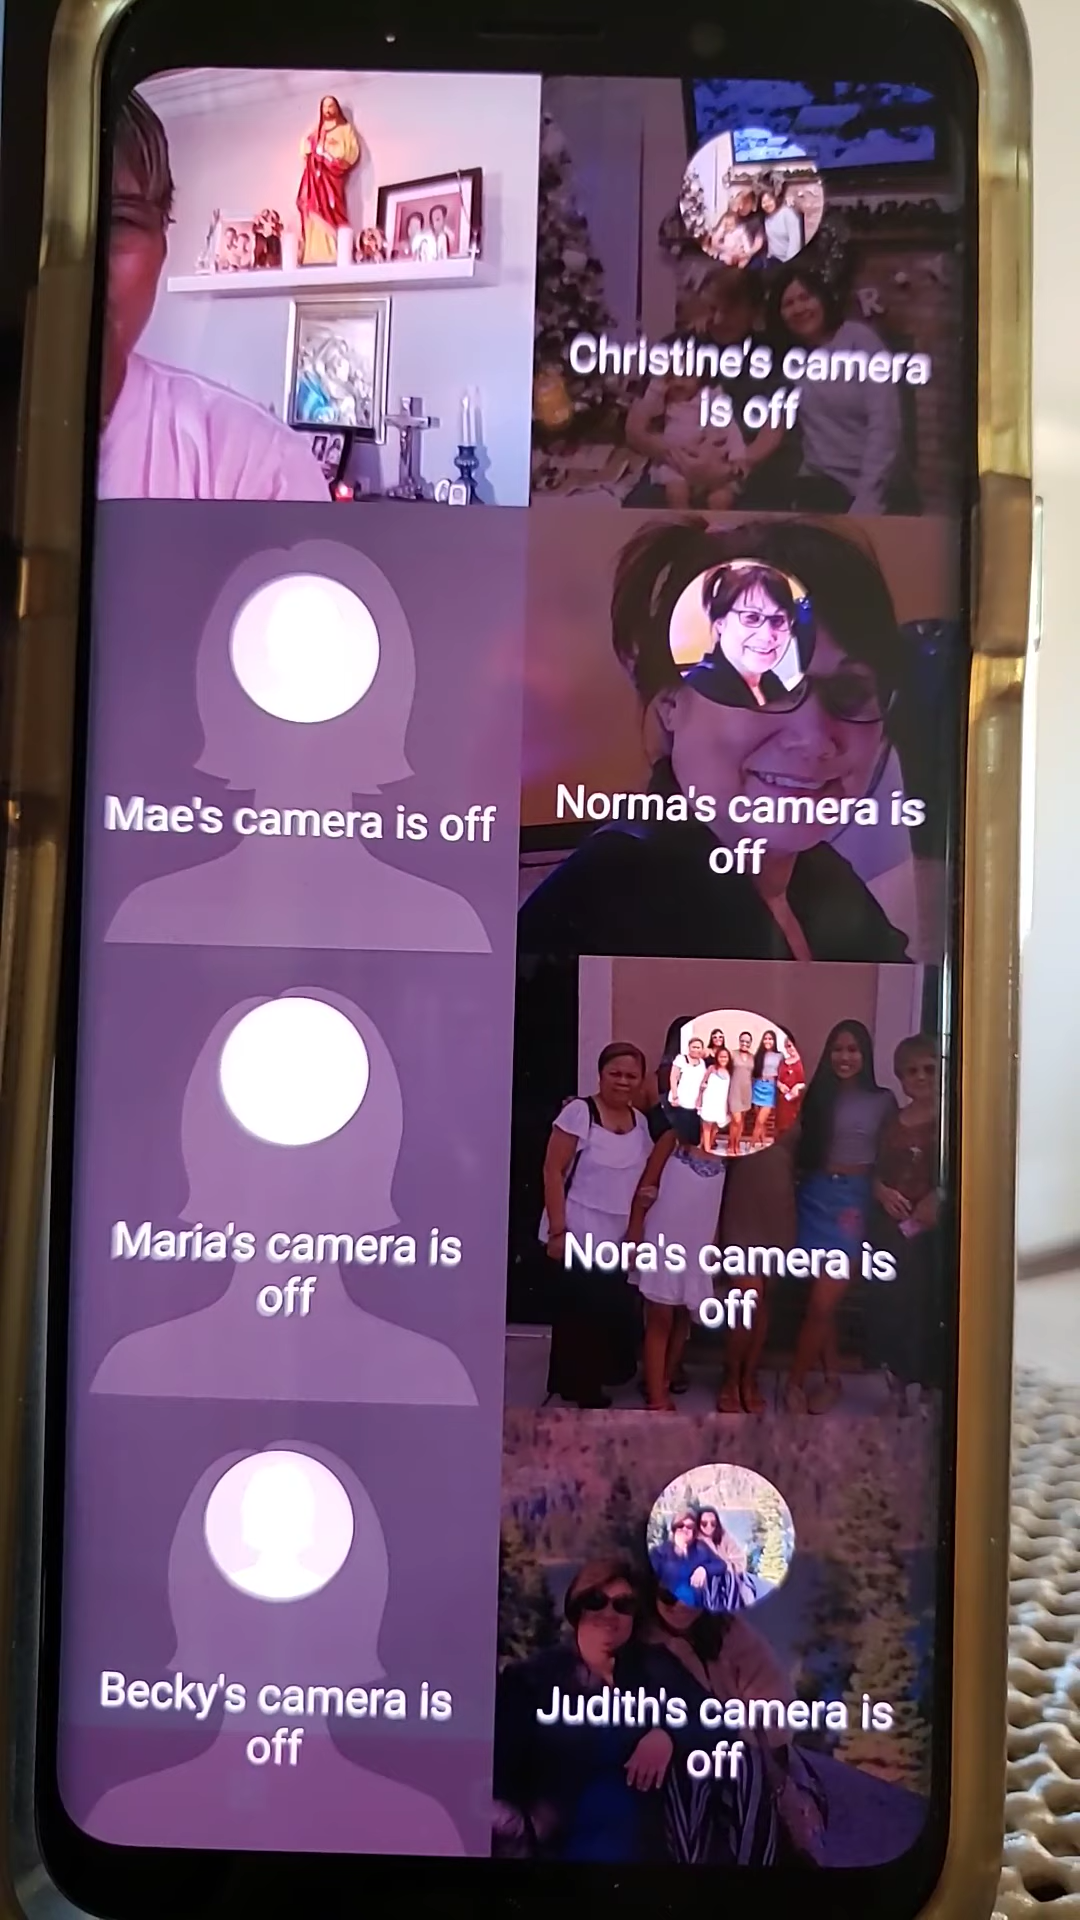 Christine's camera
is off
Mae's camera is off
Norma's camera is
off
Maria's camera is
off
Nora's camera is
off
Becky's camera is
off
Judith's camera is
off